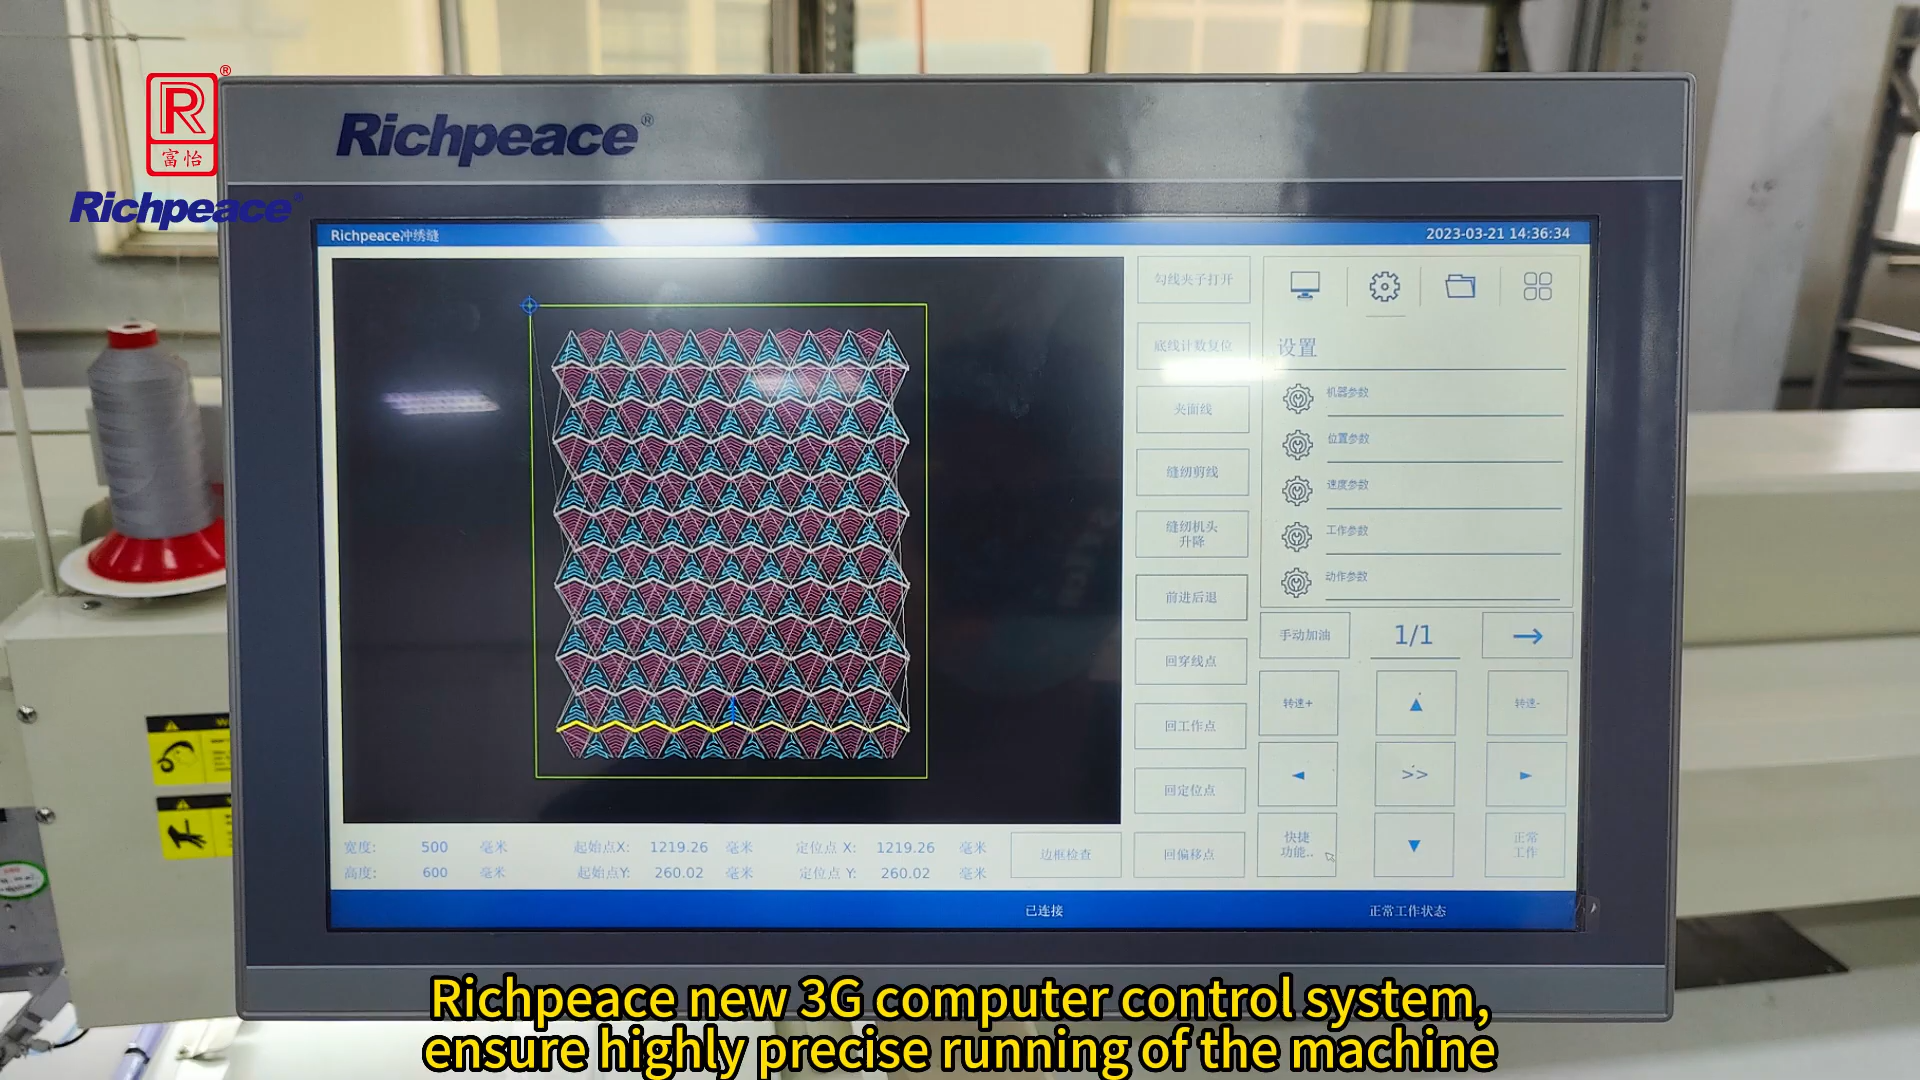 R®
富怡
Richpeace
Richpeace®
Richpeace冲绣缝
2023-03-21 14:36:34
勾线夹子打开
底线计数复位
夹面线
缝纫剪线
缝纫机头
升降
前进后退
回穿线点
回工作点
回定位点
回偏移点
设置
机器参数
位置参数
速度参数
工作参数
动作参数
手动加油
1/1
→
转速+
▲
转速-
◄
>>
►
快捷
功能..
▼
正常
工作
宽度: 500 毫米 起始点X: 1219.26 毫米 定位点 X: 1219.26 毫米
高度: 600 毫米 起始点Y: 260.02 毫米 定位点 Y: 260.02 毫米
边框检查
已连接
正常工作状态
Richpeace new 3G computer control system,
ensure highly precise running of the machine